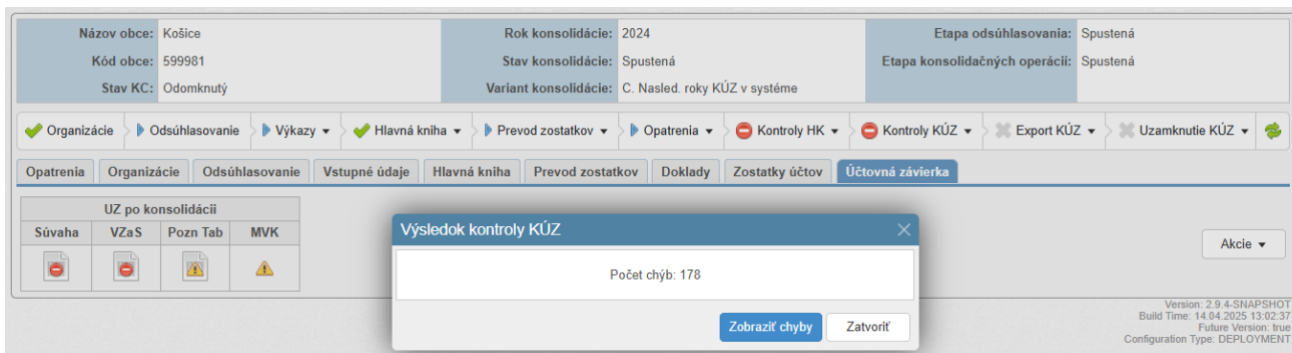 Názov obce: Košice Rok konsolidácie: 2024 Etapa odsúhlasovania: Spustená
Kód obce: 599981 Stav konsolidácie: Spustená Etapa konsolidačných operácii: Spustená
Stav KC: Odomknutý Variant konsolidácie: C. Nasled. roky KÚZ v systéme
Organizácie Odsúhlasovanie Výkazy Hlavná kniha Prevod zostatkov Opatrenia Kontroly HK Kontroly KÚZ Export KÚZ Uzamknutie KÚZ
Opatrenia Organizácie Odsúhlasovanie Vstupné údaje Hlavná kniha Prevod zostatkov Doklady Zostatky účtov Účtovná závierka
UZ po konsolidácii
Súvaha VZaS Pozn Tab MVK
Výsledok kontroly KÚZ
Počet chýb: 178
Zobraziť chyby Zatvoriť
Akcie
Version: 2.9.4-SNAPSHOT
Build Time: 14.04.2025 13:02:37
Future Version: true
Configuration Type: DEPLOYMENT